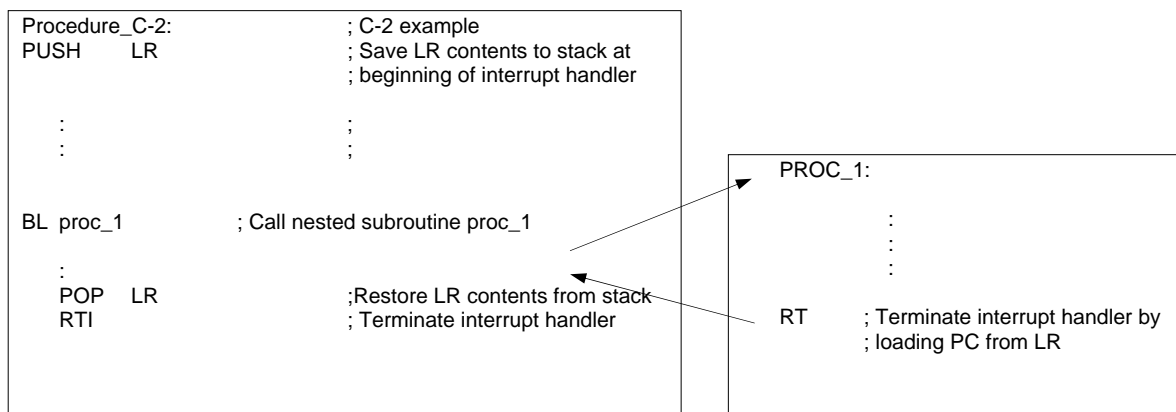 Procedure_C-2: ; C-2 example
PUSH LR ; Save LR contents to stack at
; beginning of interrupt handler
: ;
: ;
BL proc_1 ; Call nested subroutine proc_1
:
POP LR ;Restore LR contents from stack
RTI ; Terminate interrupt handler
PROC_1:
:
:
:
RT ; Terminate interrupt handler by
; loading PC from LR